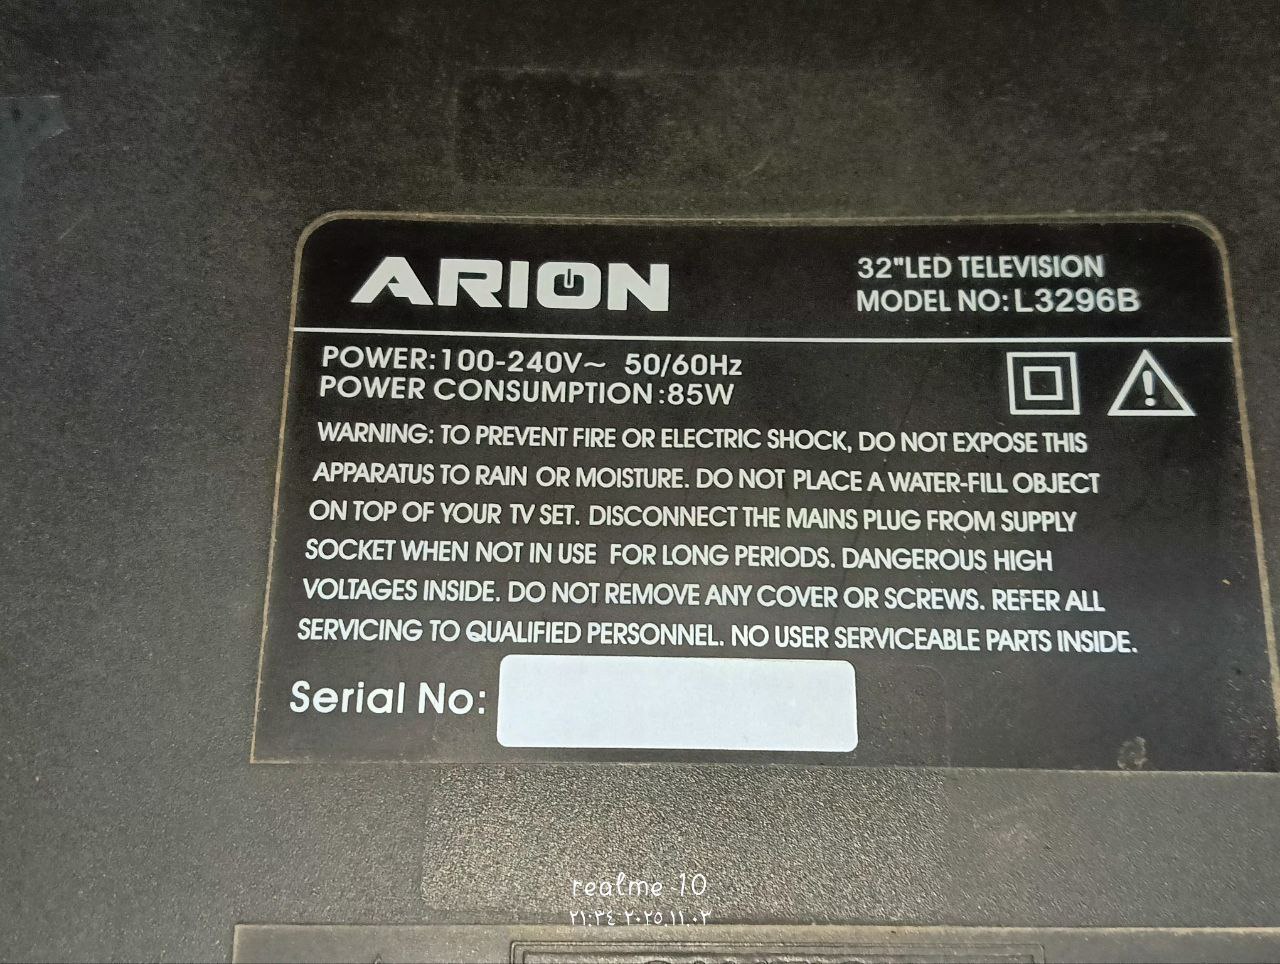 ARION
32"LED TELEVISION
MODEL NO: L3296B
POWER:100-240V~ 50/60Hz
POWER CONSUMPTION :85W
WARNING: TO PREVENT FIRE OR ELECTRIC SHOCK, DO NOT EXPOSE THIS
APPARATUS TO RAIN OR MOISTURE. DO NOT PLACE A WATER-FILL OBJECT
ON TOP OF YOUR TV SET. DISCONNECT THE MAINS PLUG FROM SUPPLY
SOCKET WHEN NOT IN USE FOR LONG PERIODS. DANGEROUS HIGH
VOLTAGES INSIDE. DO NOT REMOVE ANY COVER OR SCREWS. REFER ALL
SERVICING TO QUALIFIED PERSONNEL. NO USER SERVICEABLE PARTS INSIDE.
Serial No:
realme 10
٢١:٣٤ ٢٠٢٥.١١.٠٣